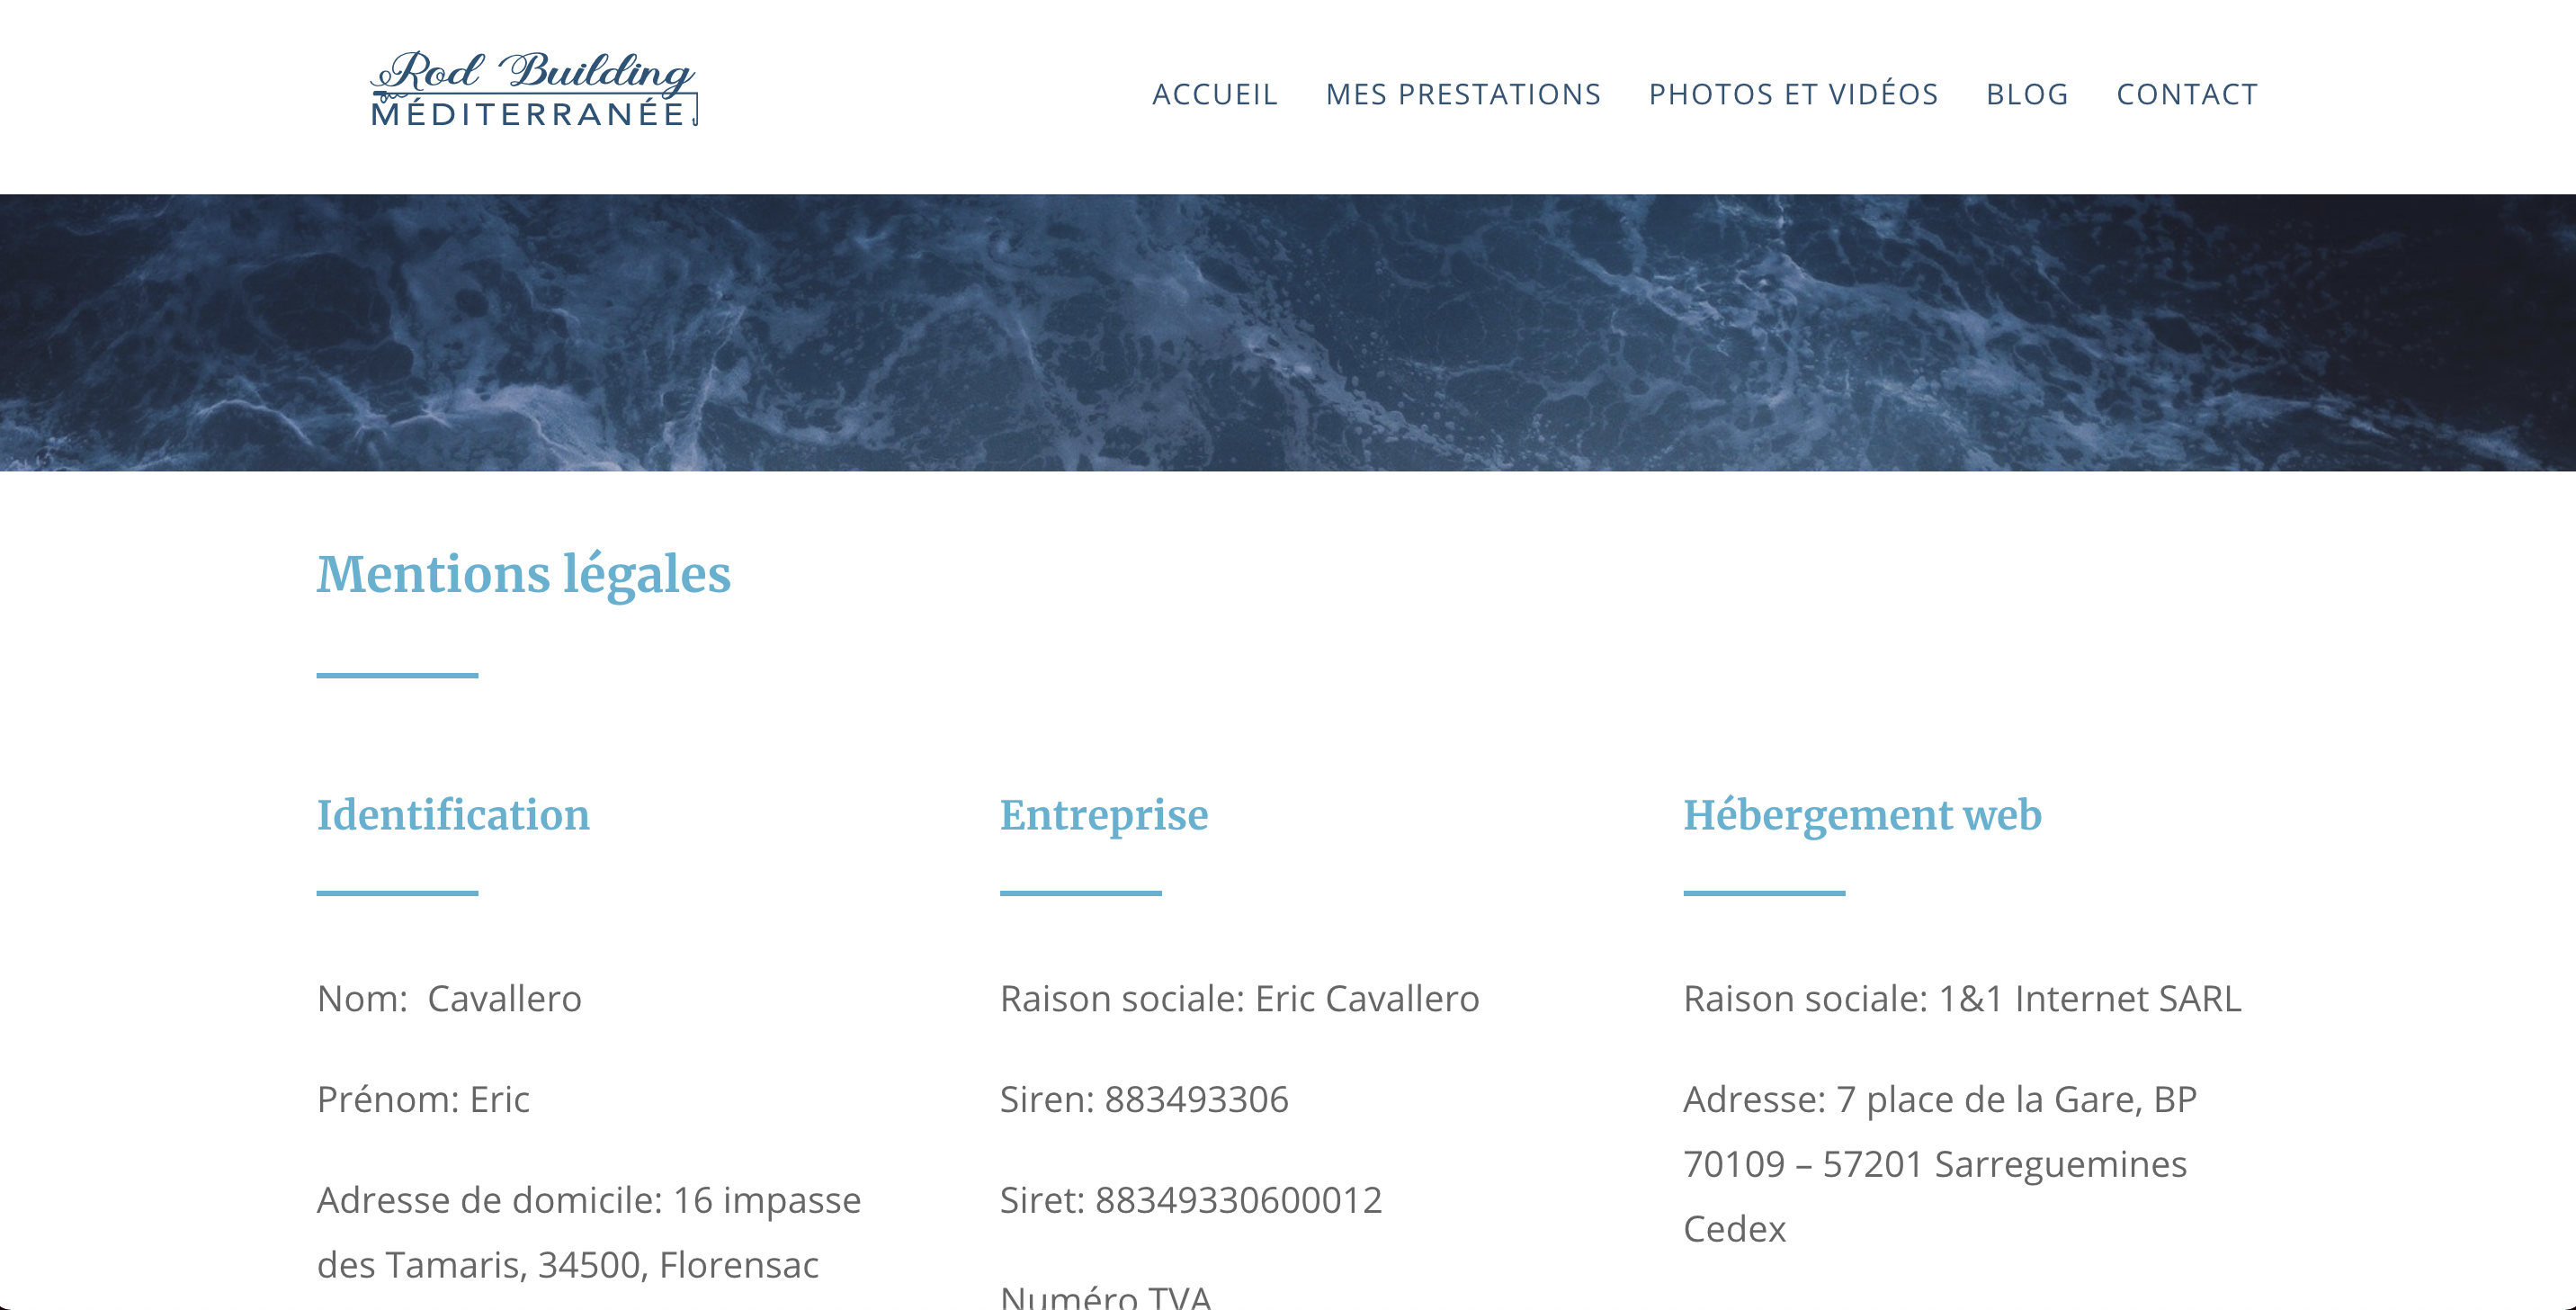 Rod Building
MÉDITERRANÉE
ACCUEIL MES PRESTATIONS PHOTOS ET VIDÉOS BLOG CONTACT
Mentions légales
Identification
Nom:  Cavallero
Prénom: Eric
Adresse de domicile: 16 impasse
des Tamaris, 34500, Florensac
Entreprise
Raison sociale: Eric Cavallero
Siren: 883493306
Siret: 88349330600012
Numéro TVA
Hébergement web
Raison sociale: 1&1 Internet SARL
Adresse: 7 place de la Gare, BP
70109 – 57201 Sarreguemines
Cedex